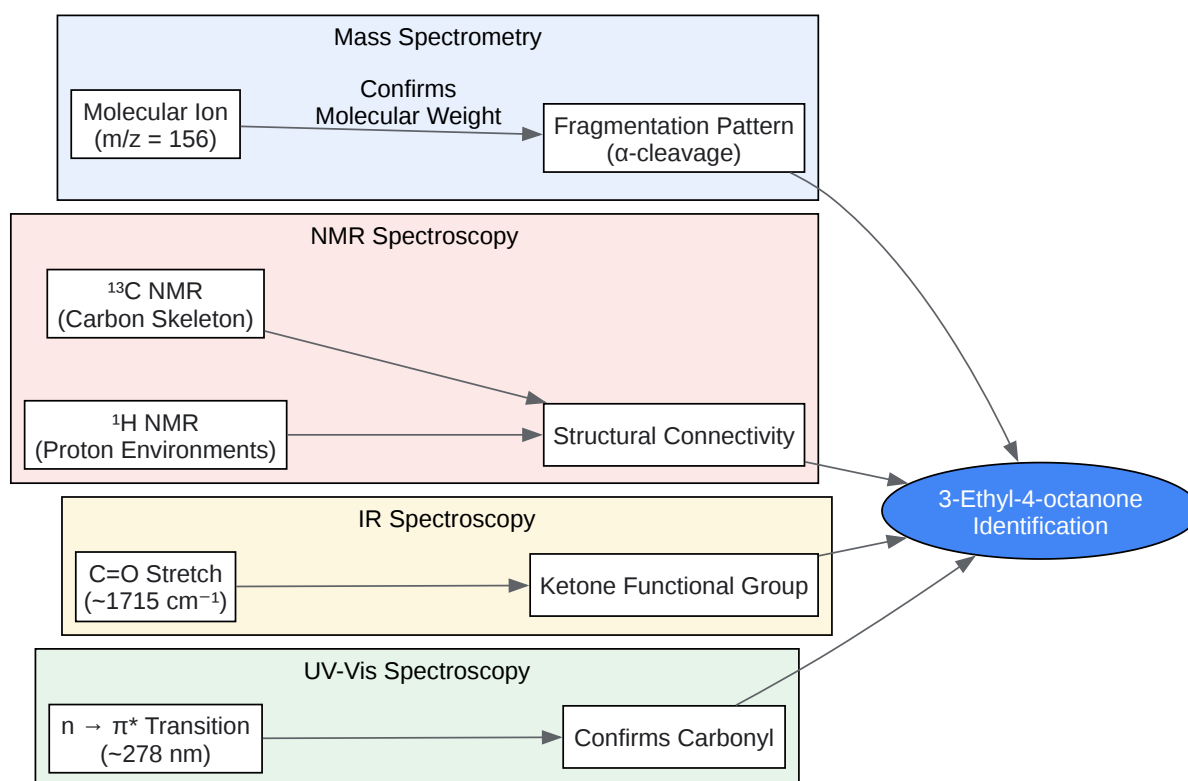 Mass Spectrometry
Molecular Ion
(m/z = 156)
Confirms
Molecular Weight
Fragmentation Pattern
(α-cleavage)
NMR Spectroscopy
¹³C NMR
(Carbon Skeleton)
¹H NMR
(Proton Environments)
Structural Connectivity
3-Ethyl-4-octanone
Identification
IR Spectroscopy
C=O Stretch
(~1715 cm⁻¹)
Ketone Functional Group
UV-Vis Spectroscopy
n → π* Transition
(~278 nm)
Confirms Carbonyl